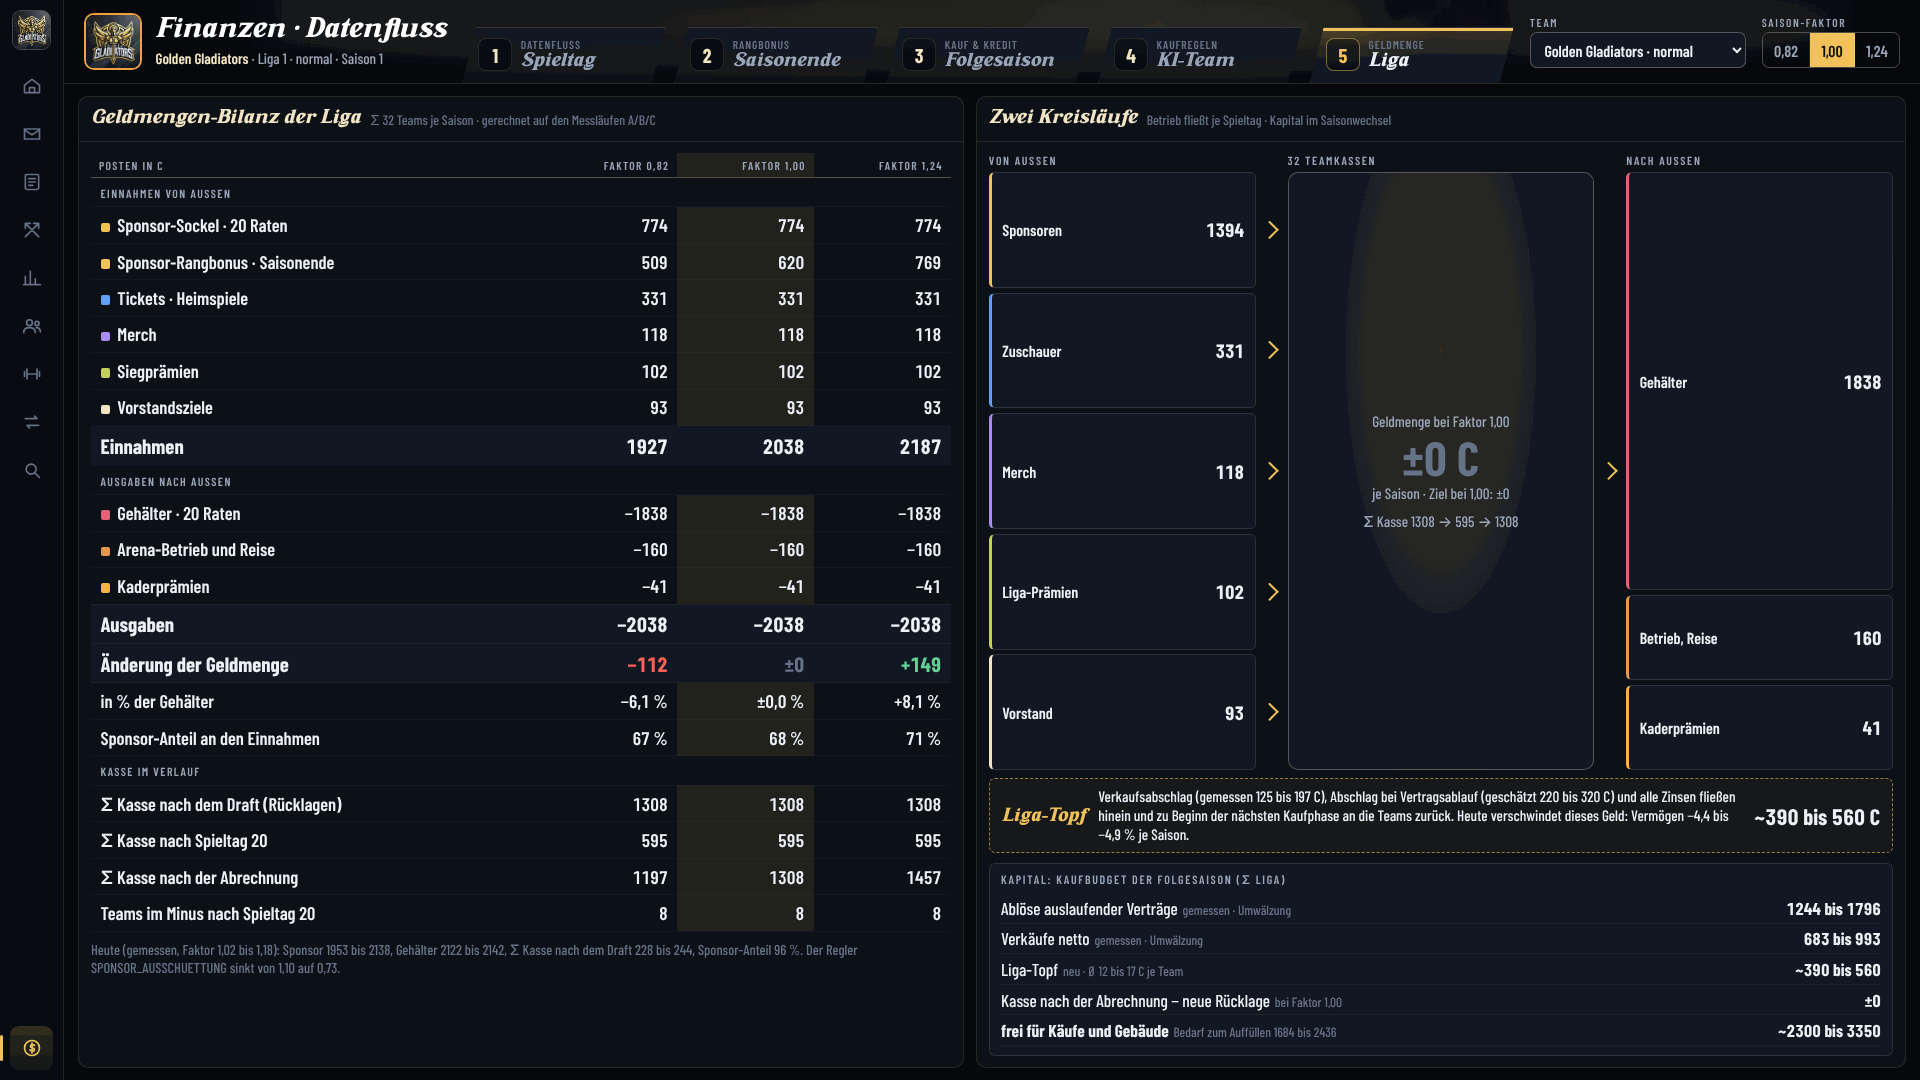 Finanzen · Datenfluss
Golden Gladiators · Liga 1 · normal · Saison 1
1 DATENFLUSS Spieltag
2 RANGBONUS Saisonende
3 KAUF & KREDIT Folgesaison
4 KAUFREGELN KI-Team
5 GELDMENGE Liga
TEAM
Golden Gladiators · normal
SAISON-FAKTOR
0,82 1,00 1,24
GLADIATORS
Geldmengen-Bilanz der Liga Σ 32 Teams je Saison · gerechnet auf den Messläufen A/B/C
POSTEN IN C FAKTOR 0,82 FAKTOR 1,00 FAKTOR 1,24
EINNAHMEN VON AUSSEN
Sponsor-Sockel · 20 Raten 774 774 774
Sponsor-Rangbonus · Saisonende 509 620 769
Tickets · Heimspiele 331 331 331
Merch 118 118 118
Siegprämien 102 102 102
Vorstandsziele 93 93 93
Einnahmen 1927 2038 2187
AUSGABEN NACH AUSSEN
Gehälter · 20 Raten −1838 −1838 −1838
Arena-Betrieb und Reise −160 −160 −160
Kaderprämien −41 −41 −41
Ausgaben −2038 −2038 −2038
Änderung der Geldmenge −112 ±0 +149
in % der Gehälter −6,1 % ±0,0 % +8,1 %
Sponsor-Anteil an den Einnahmen 67 % 68 % 71 %
KASSE IM VERLAUF
Σ Kasse nach dem Draft (Rücklagen) 1308 1308 1308
Σ Kasse nach Spieltag 20 595 595 595
Σ Kasse nach der Abrechnung 1197 1308 1457
Teams im Minus nach Spieltag 20 8 8 8
Heute (gemessen, Faktor 1,02 bis 1,18): Sponsor 1953 bis 2138, Gehälter 2122 bis 2142, Σ Kasse nach dem Draft 228 bis 244, Sponsor-Anteil 96 %. Der Regler
SPONSOR_AUSSCHUETTUNG sinkt von 1,10 auf 0,73.
Zwei Kreisläufe Betrieb fließt je Spieltag · Kapital im Saisonwechsel
VON AUSSEN
Sponsoren 1394
Zuschauer 331
Merch 118
Liga-Prämien 102
Vorstand 93
32 TEAMKASSEN
Geldmenge bei Faktor 1,00
±0 C
je Saison · Ziel bei 1,00: ±0
Σ Kasse 1308 → 595 → 1308
NACH AUSSEN
Gehälter 1838
Betrieb, Reise 160
Kaderprämien 41
Liga-Topf
Verkaufsabschlag (gemessen 125 bis 197 C), Abschlag bei Vertragsablauf (geschätzt 220 bis 320 C) und alle Zinsen fließen
hinein und zu Beginn der nächsten Kaufphase an die Teams zurück. Heute verschwindet dieses Geld: Vermögen −4,4 bis
−4,9 % je Saison.
~390 bis 560 C
KAPITAL: KAUFBUDGET DER FOLGESAISON (Σ LIGA)
Ablöse auslaufender Verträge gemessen · Umwälzung 1244 bis 1796
Verkäufe netto gemessen · Umwälzung 683 bis 993
Liga-Topf neu · Ø 12 bis 17 C je Team ~390 bis 560
Kasse nach der Abrechnung − neue Rücklage bei Faktor 1,00 ±0
frei für Käufe und Gebäude Bedarf zum Auffüllen 1684 bis 2436 ~2300 bis 3350